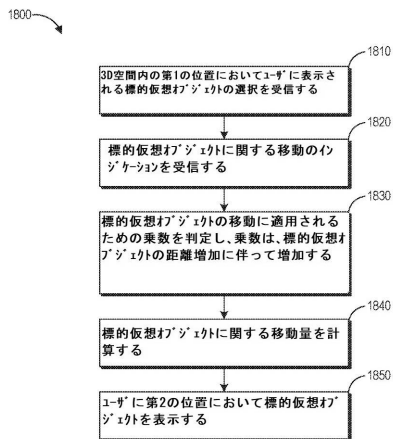 1800
1810
3D空間内の第1の位置においてユーザに表示さ
れる標的仮想オブジェクトの選択を受信する
1820
標的仮想オブジェクトに関する移動のイン
ジケーションを受信する
1830
標的仮想オブジェクトの移動に適用される
ための乗数を判定し、乗数は、標的仮想オ
ブジェクトの距離増加に伴って増加する
1840
標的仮想オブジェクトに関する移動量を計
算する
1850
ユーザに第2の位置において標的仮想オブ
ジェクトを表示する